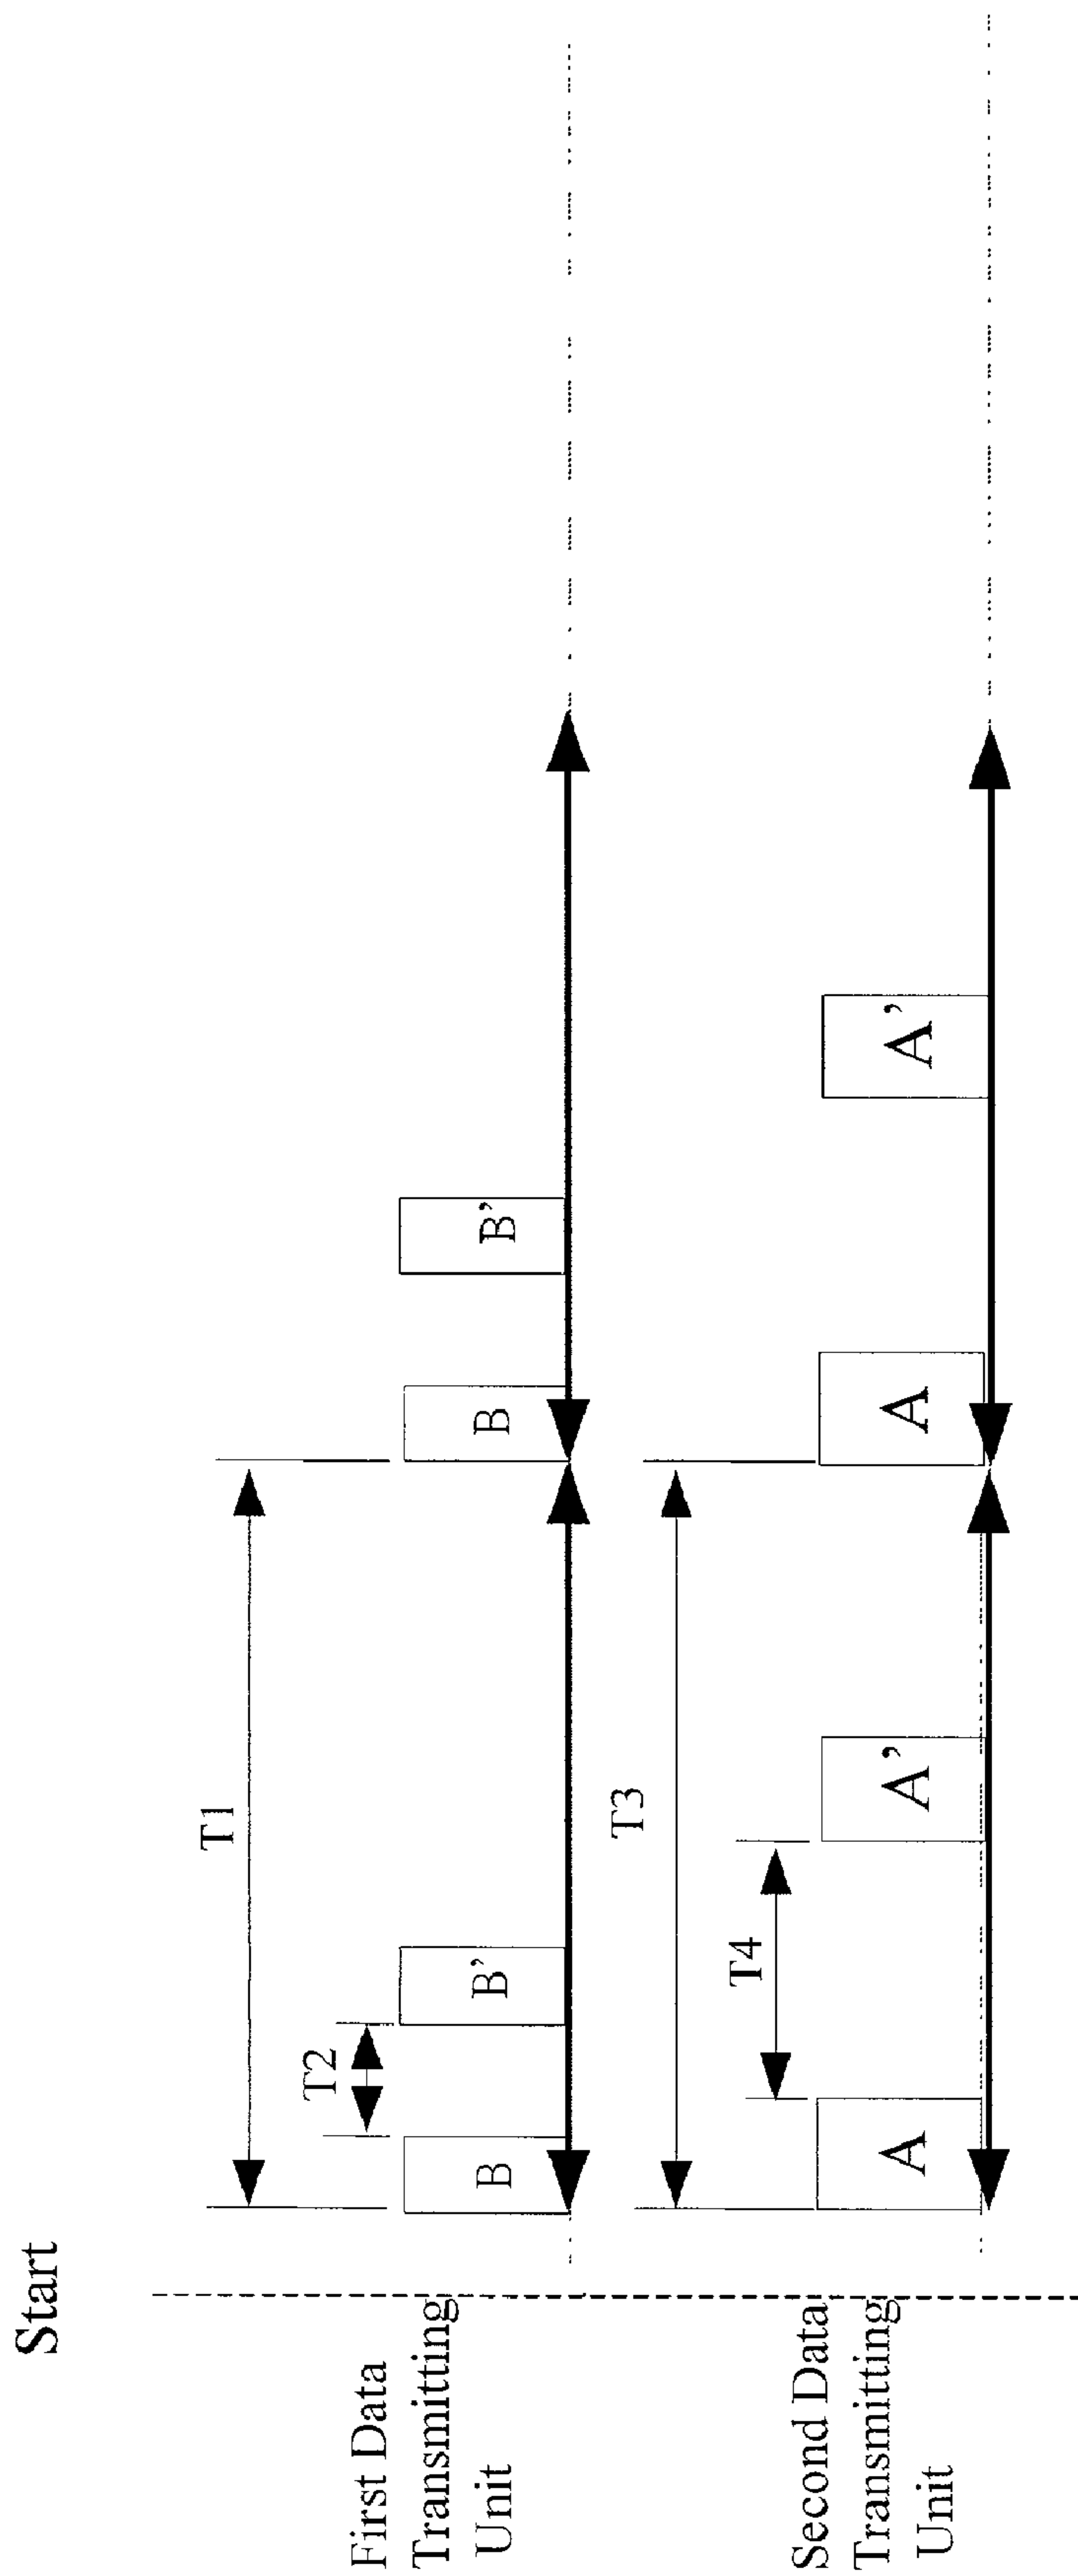 Start
T1
T2
First Data
Transmitting
Unit
B
B'
B
B'
T3
T4
Second Data
Transmitting
Unit
A
A'
A
A'